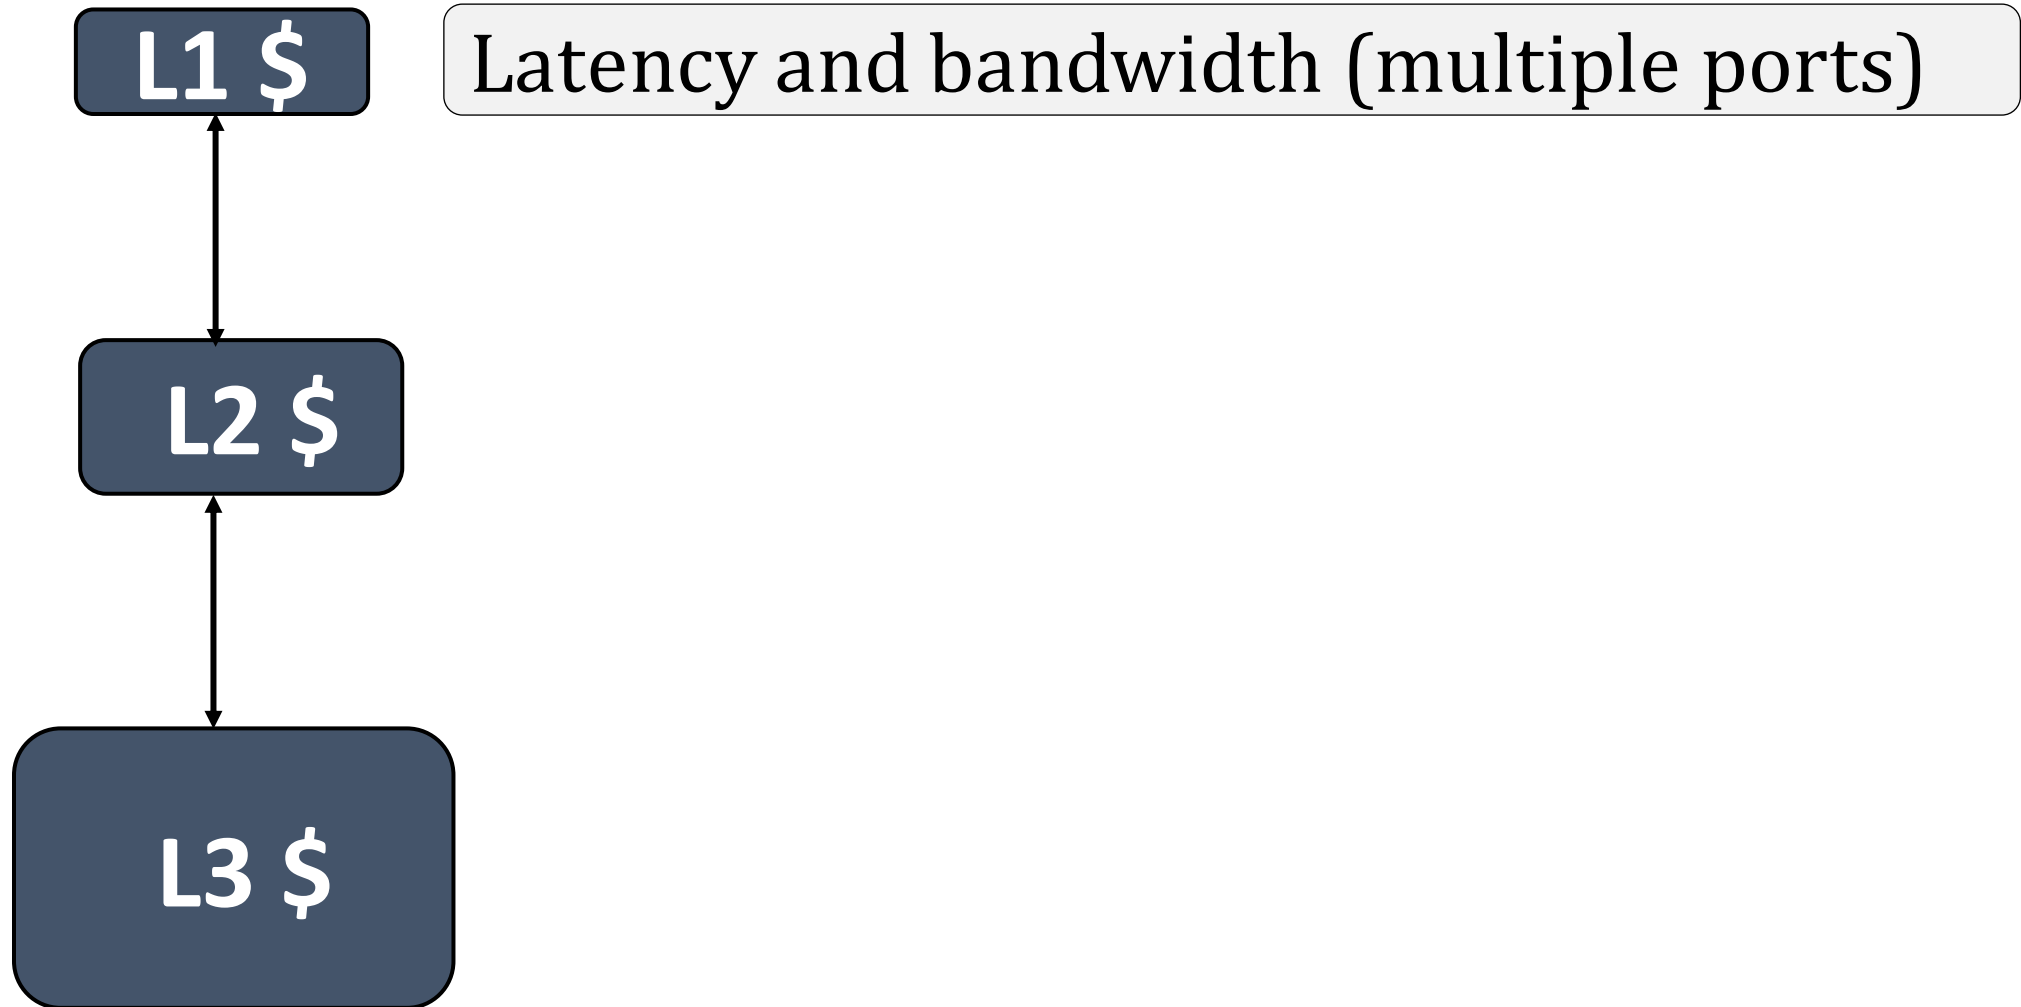 L1 $
Latency and bandwidth (multiple ports)
L2 $
L3 $